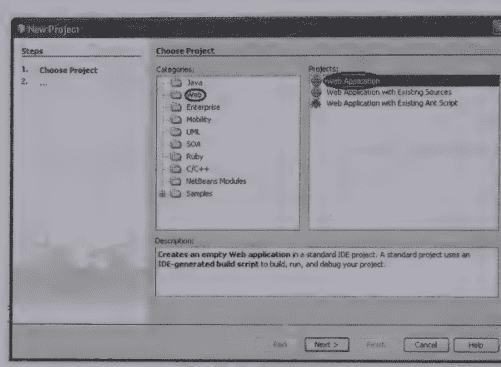 New Project
Steps
1. Choose Project
2. ...
Choose Project
Categories:
Java
Web
Enterprise
Mobility
UML
SOA
Ruby
C/C++
NetBeans Modules
Samples
Projects:
Web Application
Web Application with Existing Sources
Web Application with Existing Ant Script
Description:
Creates an empty Web application in a standard IDE project. A standard project uses an
IDE-generated build script to build, run, and debug your project.
Back
Next >
Finish
Cancel
Help